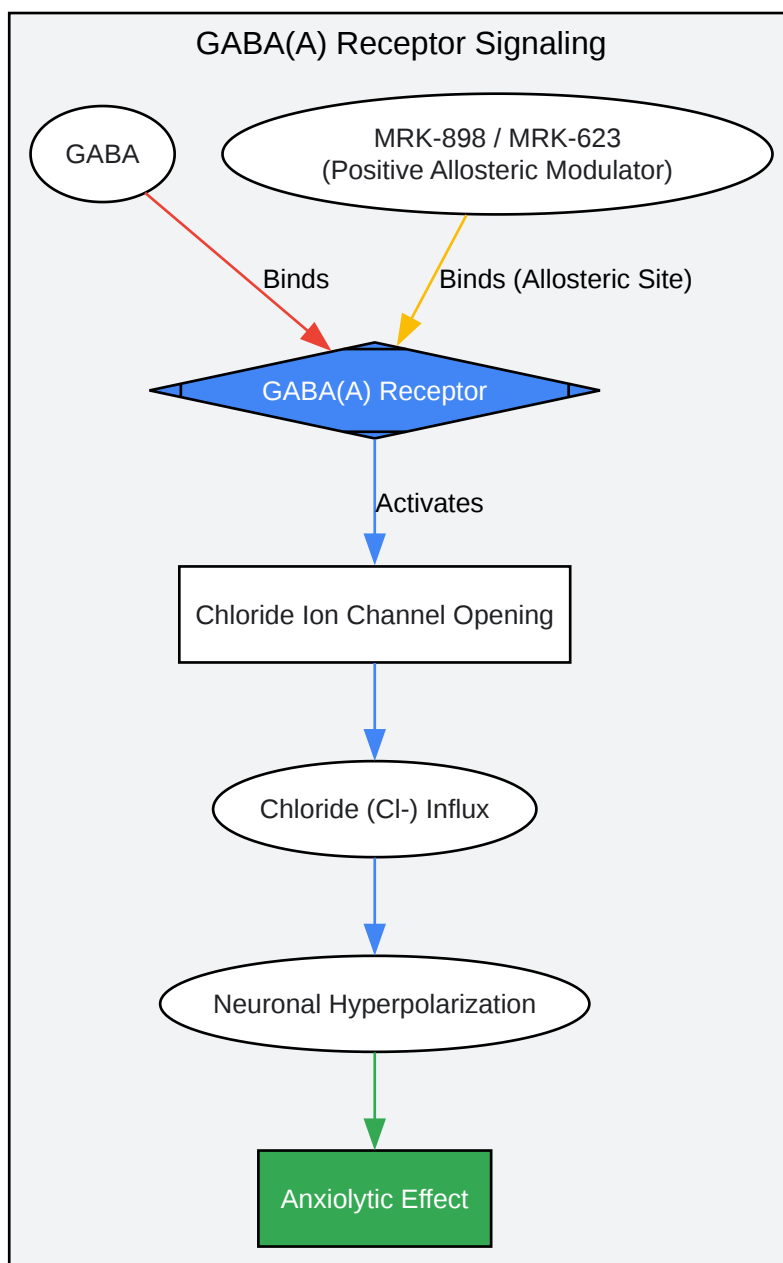 GABA(A) Receptor Signaling
GABA
MRK-898 / MRK-623
(Positive Allosteric Modulator)
Binds
Binds (Allosteric Site)
GABA(A) Receptor
Activates
Chloride Ion Channel Opening
Chloride (Cl-) Influx
Neuronal Hyperpolarization
Anxiolytic Effect